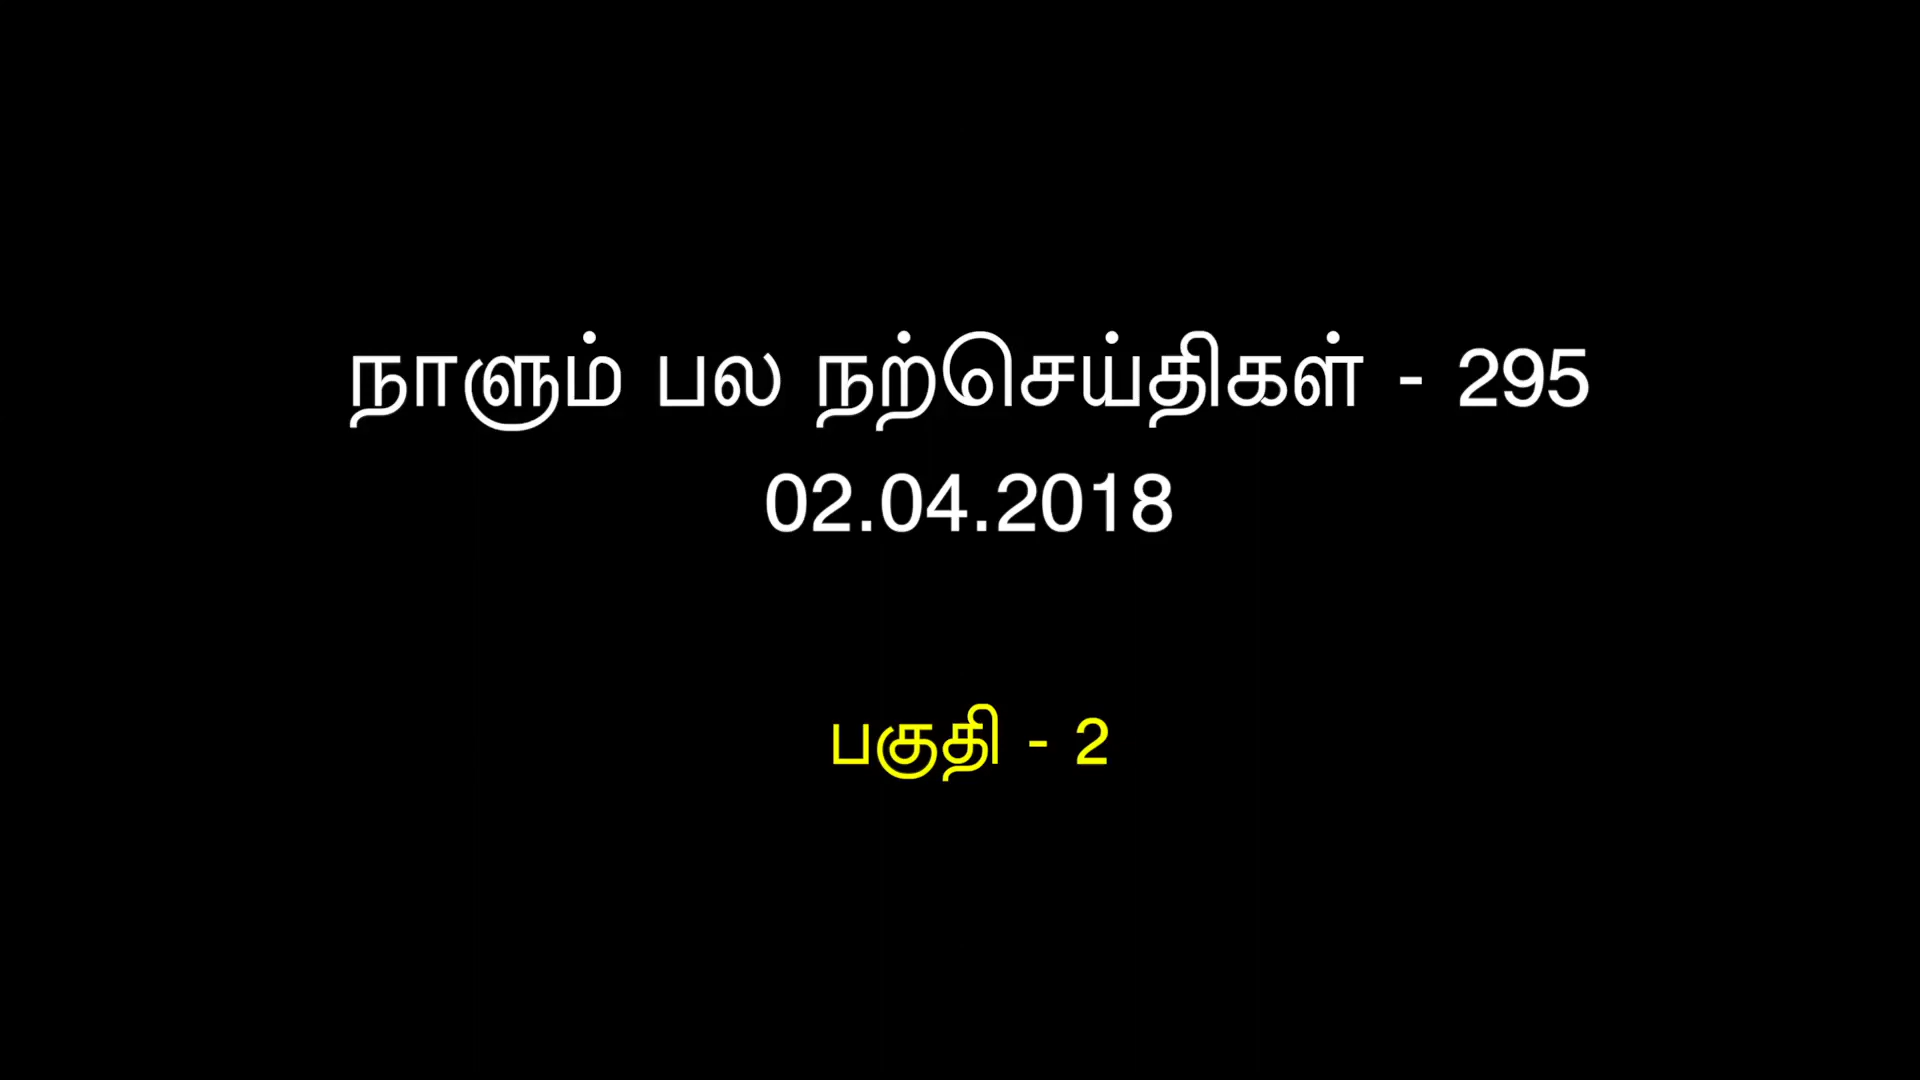 நாளும் பல நற்செய்திகள் - 295
02.04.2018
பகுதி - 2